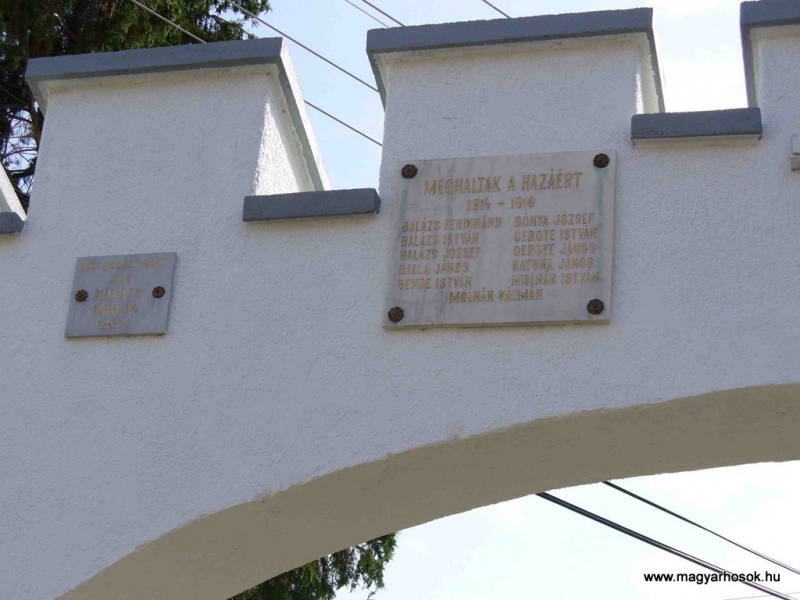 MEGHALTAK A HAZÁÉRT
1914 - 1918
BALÁZS FERDINÁND BÓNYA JÓZSEF
BALÁZS ISTVÁN GERGYE ISTVÁN
BALÁZS JÓZSEF GERGYE JÁNOS
BALLA JÁNOS KATONA JÁNOS
BENDE ISTVÁN MOLNÁR ISTVÁN
MOLNÁR KÁLMÁN
www.magyarhosok.hu